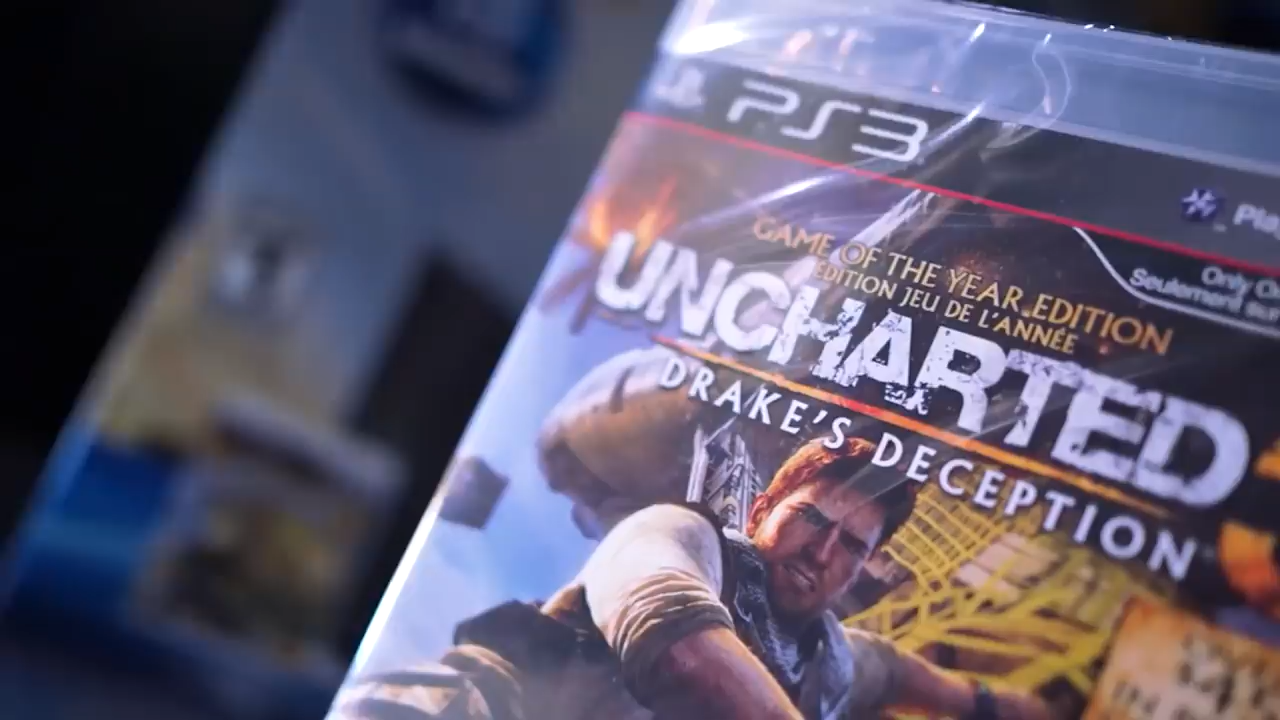 PS3
GAME OF THE YEAR EDITION
ÉDITION JEU DE L'ANNÉE
UNCHARTED
DRAKE'S DECEPTION
Only
Seulement